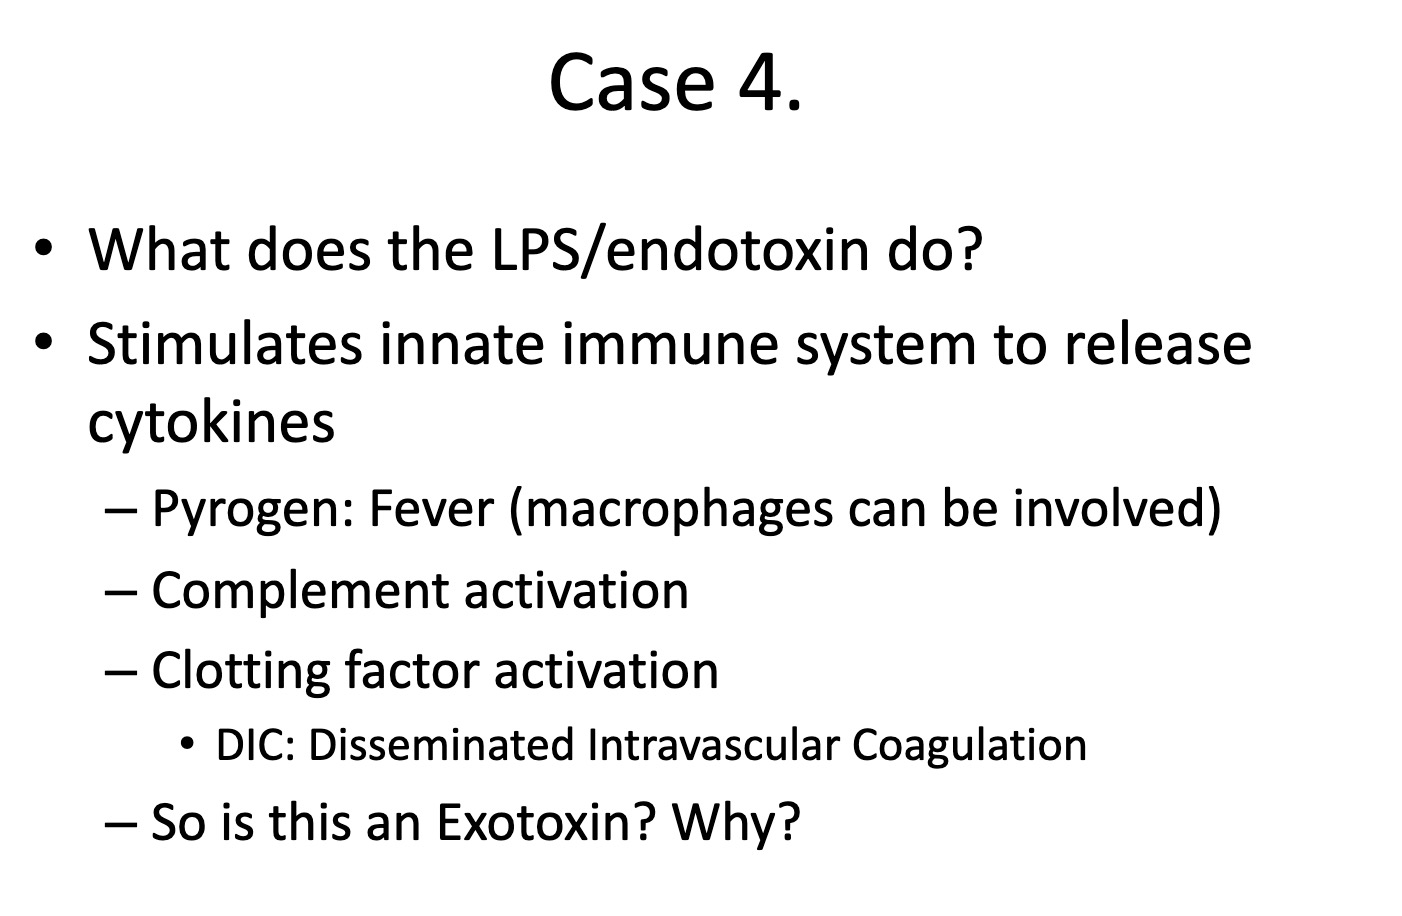 Case 4.
• What does the LPS/endotoxin do?
• Stimulates innate immune system to release
cytokines
– Pyrogen: Fever (macrophages can be involved)
– Complement activation
– Clotting factor activation
• DIC: Disseminated Intravascular Coagulation
– So is this an Exotoxin? Why?